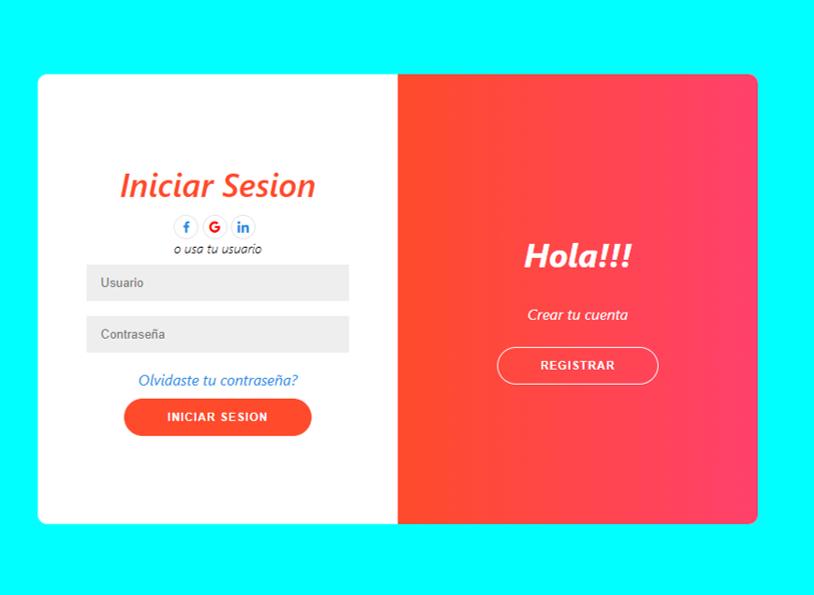 Iniciar Sesion
f G in
o usa tu usuario
Usuario
Contraseña
Olvidaste tu contraseña?
INICIAR SESION
Hola!!!
Crear tu cuenta
REGISTRAR